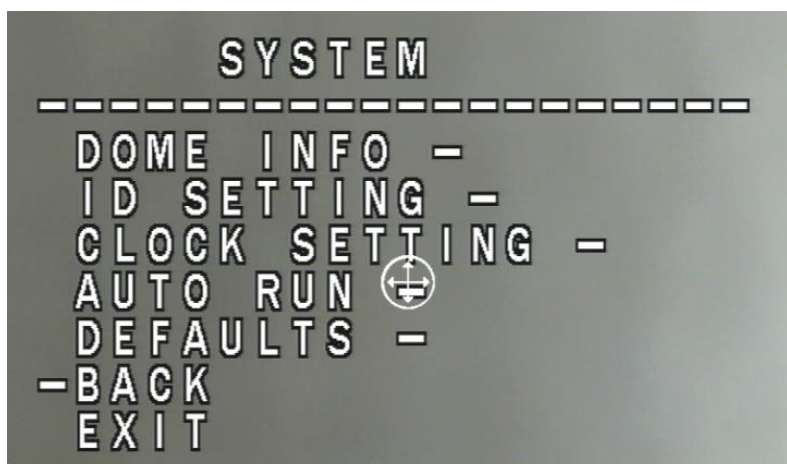 SYSTEM
--------------------
DOME INFO -
ID SETTING -
CLOCK SETTING -
AUTO RUN -
DEFAULTS -
-BACK
EXIT